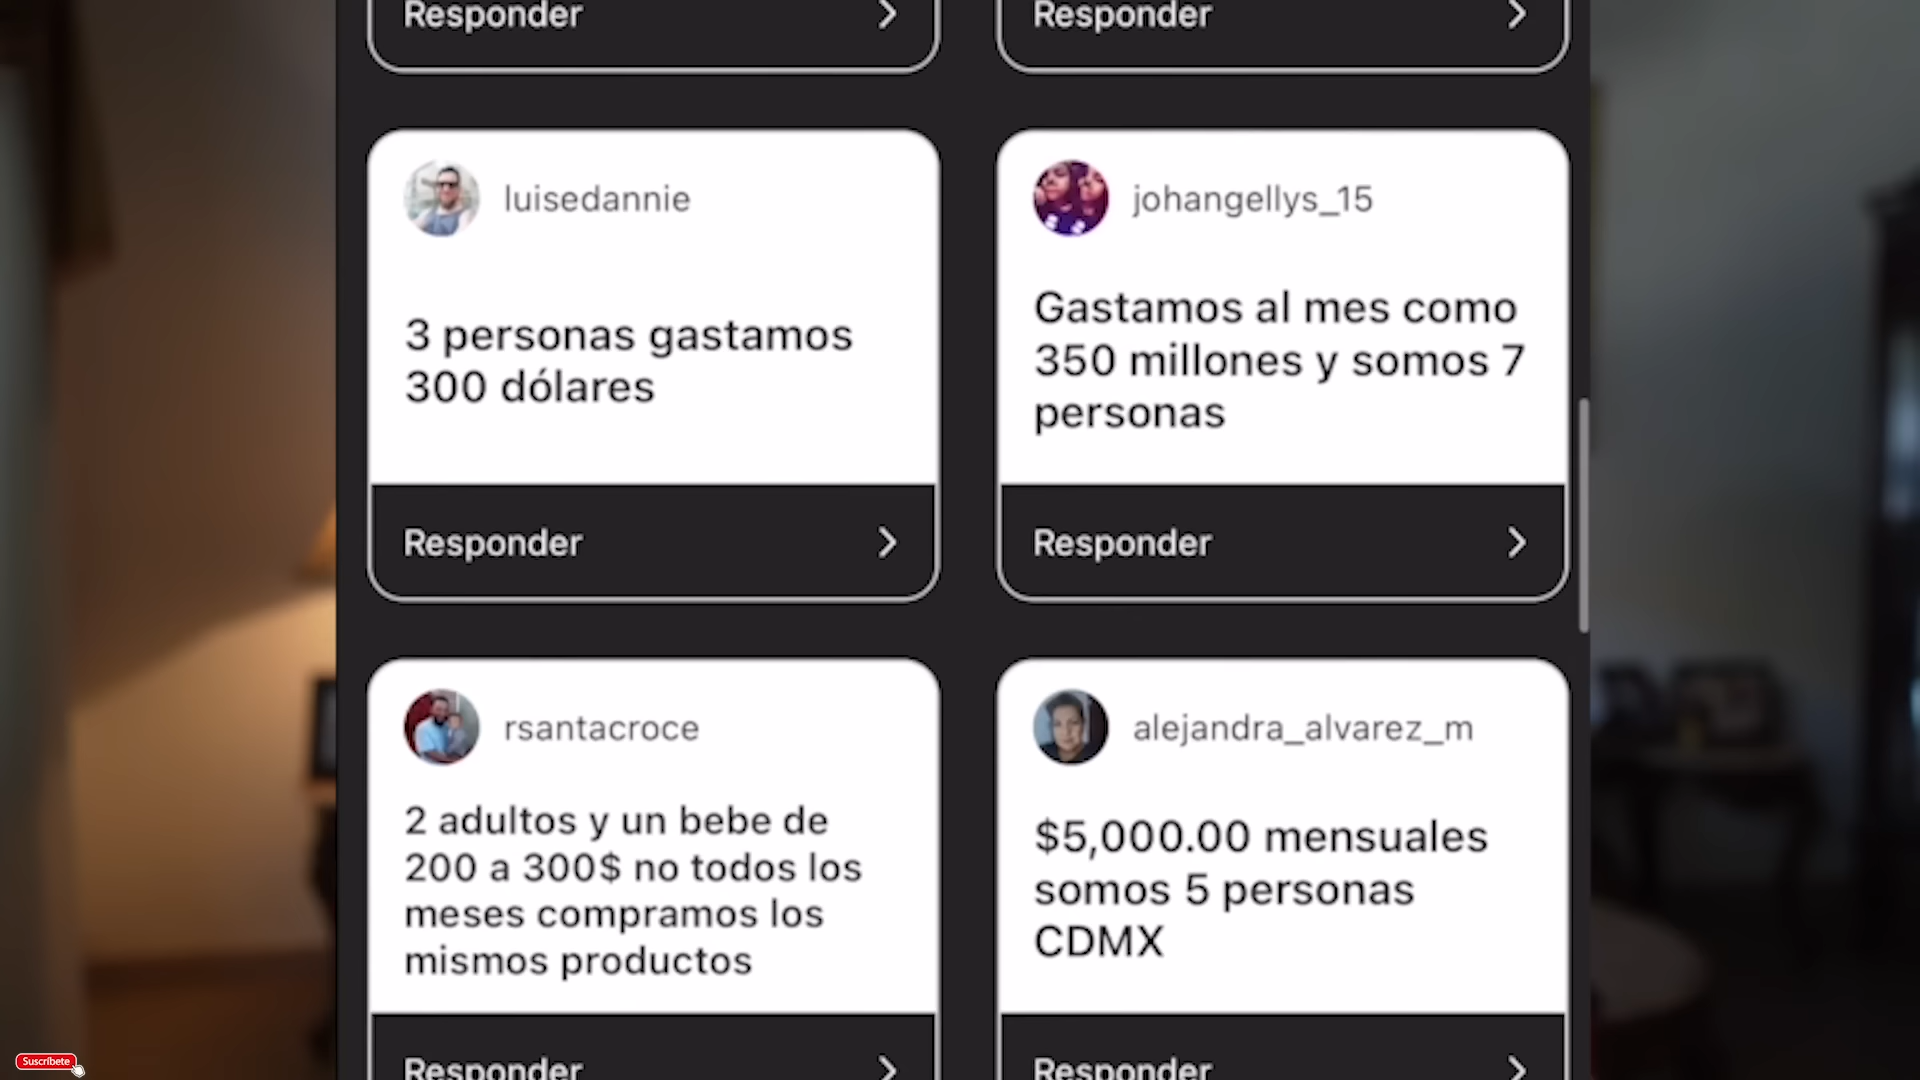 Responder
Responder
luisedannie
3 personas gastamos
300 dólares
Responder
johangellys_15
Gastamos al mes como
350 millones y somos 7
personas
Responder
rsantacroce
2 adultos y un bebe de
200 a 300$ no todos los
meses compramos los
mismos productos
Responder
alejandra_alvarez_m
$5,000.00 mensuales
somos 5 personas
CDMX
Responder
Suscríbete